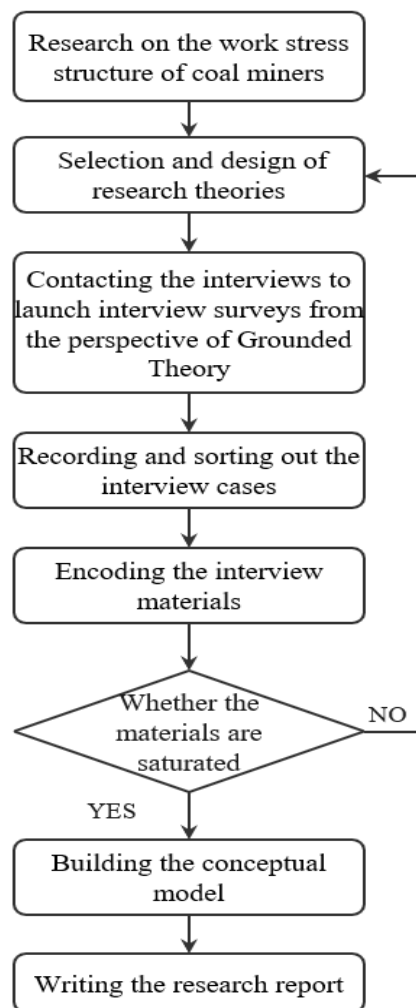 Research on the work stress
structure of coal miners
Selection and design of
research theories
Contacting the interviews to
launch interview surveys from
the perspective of Grounded
Theory
Recording and sorting out the
interview cases
Encoding the interview
materials
Whether the
materials are
saturated
NO
YES
Building the conceptual
model
Writing the research report